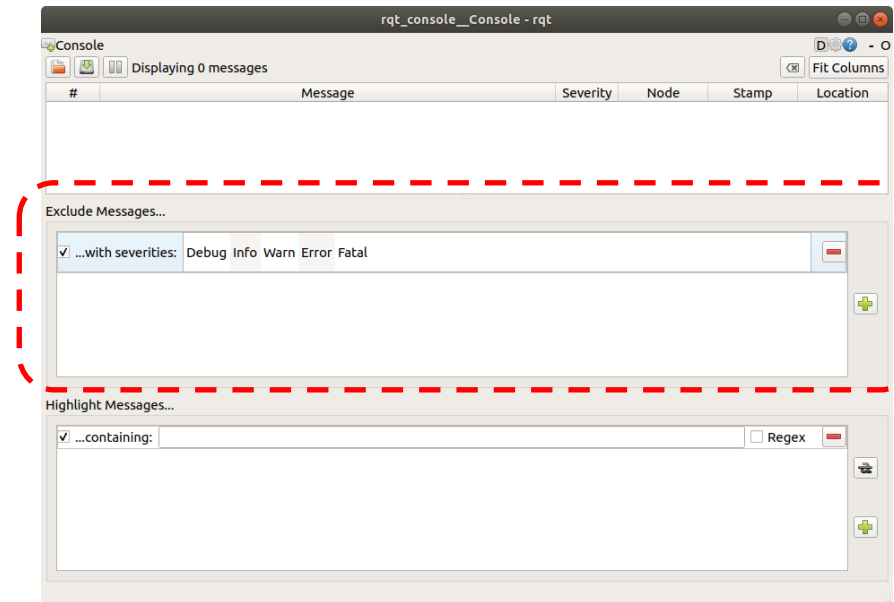 rqt_console__Console - rqt
Console D ? - O
Displaying 0 messages Fit Columns
# Message Severity Node Stamp Location
Exclude Messages...
...with severities: Debug Info Warn Error Fatal
Highlight Messages...
...containing: Regex